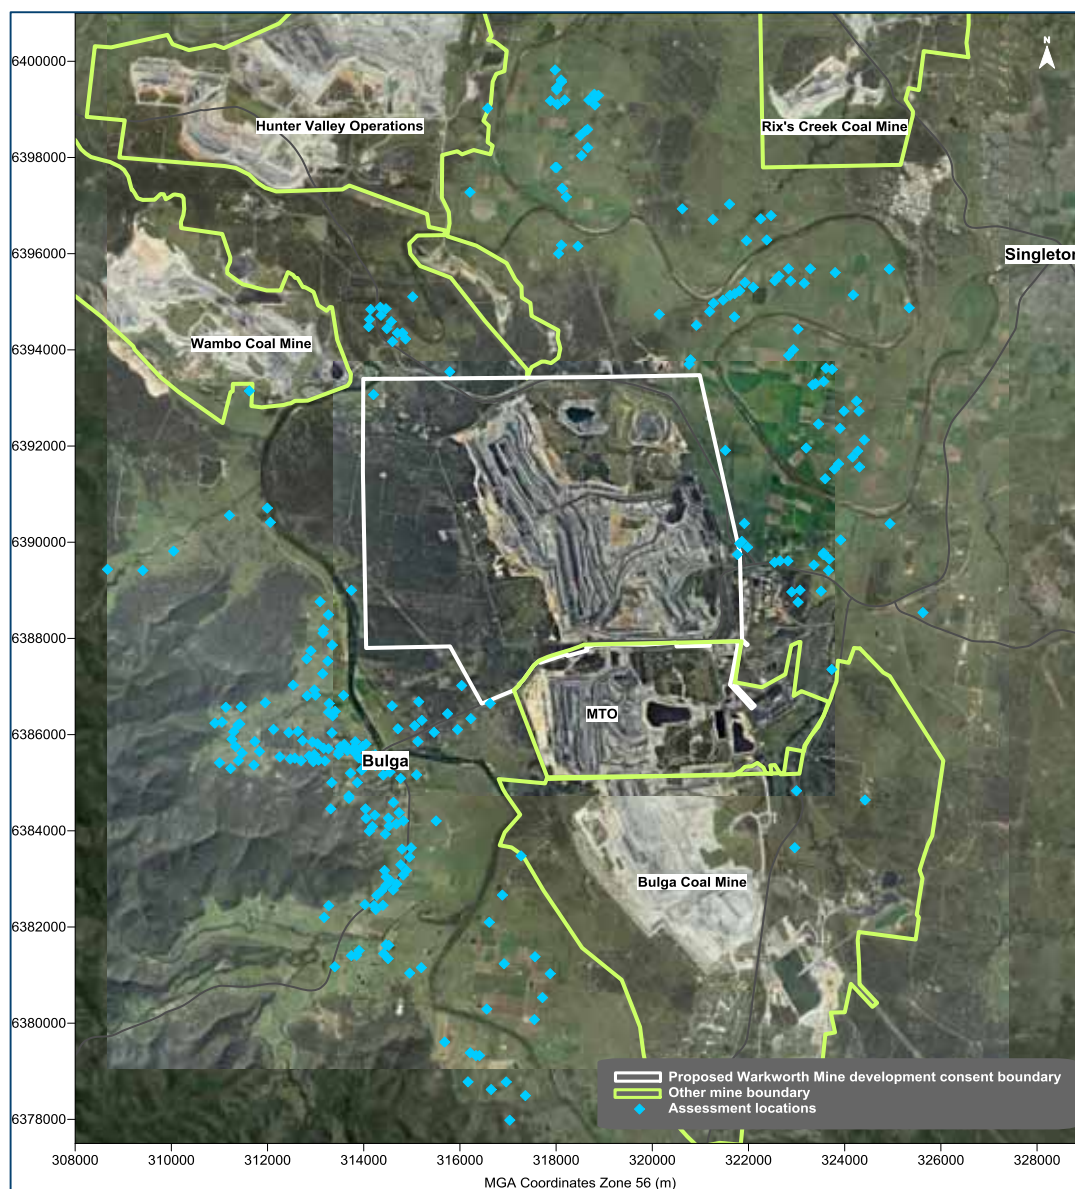 6400000
6398000
6396000
6394000
6392000
6390000
6388000
6386000
6384000
6382000
6380000
6378000
N
Hunter Valley Operations
Rix's Creek Coal Mine
Singleton
Wambo Coal Mine
MTO
Bulga
Bulga Coal Mine
Proposed Warkworth Mine development consent boundary
Other mine boundary
Assessment locations
308000 310000 312000 314000 316000 318000 320000 322000 324000 326000 328000
MGA Coordinates Zone 56 (m)